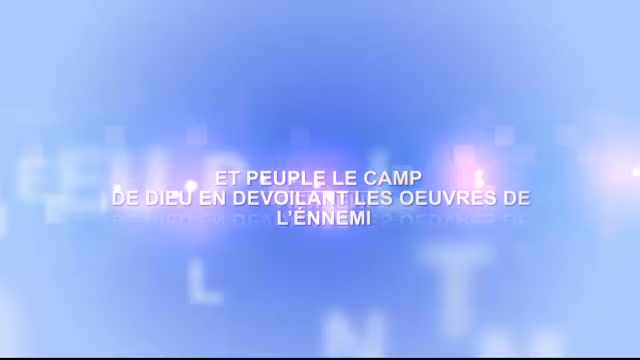 ET PEUPLE LE CAMP
DE DIEU EN DEVOILANT LES OEUVRES DE
L'ÉNNEMI